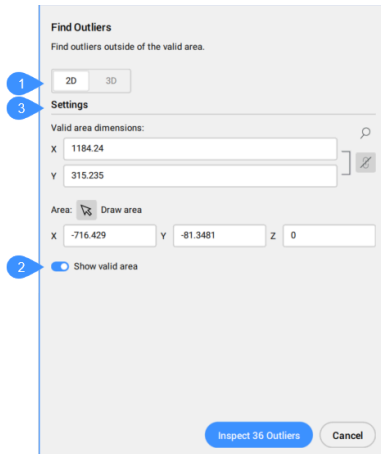 Find Outliers
Find outliers outside of the valid area.
1
2D 3D
3
Settings
Valid area dimensions:
X 1184.24
Y 315.235
Area: Draw area
X -716.429 Y -81.3481 Z 0
2
Show valid area
Inspect 36 Outliers Cancel